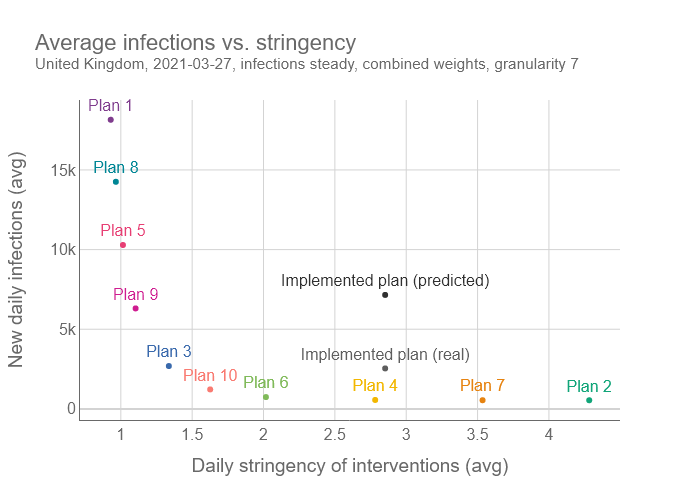 Average infections vs. stringency
United Kingdom, 2021-03-27, infections steady, combined weights, granularity 7
New daily infections (avg)
Plan 1
15k
Plan 8
Plan 5
10k
Implemented plan (predicted)
Plan 9
5k
Plan 3
Implemented plan (real)
Plan 10
Plan 6
Plan 4
Plan 7
Plan 2
0
1
1.5
2
2.5
3
3.5
4
Daily stringency of interventions (avg)